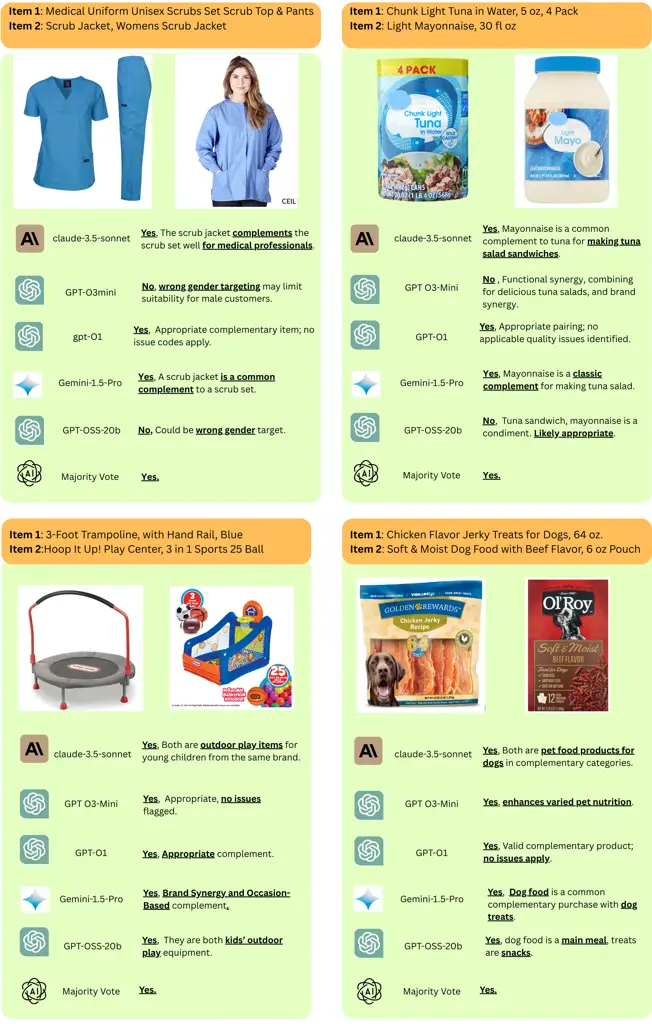 Item 1: Medical Uniform Unisex Scrubs Set Scrub Top & Pants
Item 2: Scrub Jacket, Womens Scrub Jacket
CEIL
claude-3.5-sonnet
Yes, The scrub jacket complements the
scrub set well for medical professionals.
GPT-O3mini
No, wrong gender targeting may limit
suitability for male customers.
gpt-O1
Yes, Appropriate complementary item; no
issue codes apply.
Gemini-1.5-Pro
Yes, A scrub jacket is a common
complement to a scrub set.
GPT-OSS-20b
No, Could be wrong gender target.
AI
Majority Vote
Yes.
Item 1: Chunk Light Tuna in Water, 5 oz, 4 Pack
Item 2: Light Mayonnaise, 30 fl oz
4 PACK
Chunk Light
Tuna
in Water
Light
Mayo
claude-3.5-sonnet
Yes, Mayonnaise is a common
complement to tuna for making tuna
salad sandwiches.
GPT O3-Mini
No , Functional synergy, combining
for delicious tuna salads, and brand
synergy.
GPT-O1
Yes, Appropriate pairing; no
applicable quality issues identified.
Gemini-1.5-Pro
Yes, Mayonnaise is a classic
complement for making tuna salad.
GPT-OSS-20b
No, Tuna sandwich, mayonnaise is a
condiment. Likely appropriate.
AI
Majority Vote
Yes.
Item 1: 3-Foot Trampoline, with Hand Rail, Blue
Item 2:Hoop It Up! Play Center, 3 in 1 Sports 25 Ball
3
25
claude-3.5-sonnet
Yes, Both are outdoor play items for
young children from the same brand.
GPT O3-Mini
Yes, Appropriate, no issues
flagged.
GPT-O1
Yes, Appropriate complement.
Gemini-1.5-Pro
Yes, Brand Synergy and Occasion-
Based complement.
GPT-OSS-20b
Yes, They are both kids' outdoor
play equipment.
AI
Majority Vote
Yes.
Item 1: Chicken Flavor Jerky Treats for Dogs, 64 oz.
Item 2: Soft & Moist Dog Food with Beef Flavor, 6 oz Pouch
GOLDEN REWARDS
Chicken Jerky
Recipe
Ol'Roy
Soft & Moist
BEEF FLAVOR
Food for Dogs
12
claude-3.5-sonnet
Yes, Both are pet food products for
dogs in complementary categories.
GPT O3-Mini
Yes, enhances varied pet nutrition.
GPT-O1
Yes, Valid complementary product;
no issues apply.
Gemini-1.5-Pro
Yes, Dog food is a common
complementary purchase with dog
treats.
GPT-OSS-20b
Yes, dog food is a main meal, treats
are snacks.
AI
Majority Vote
Yes.